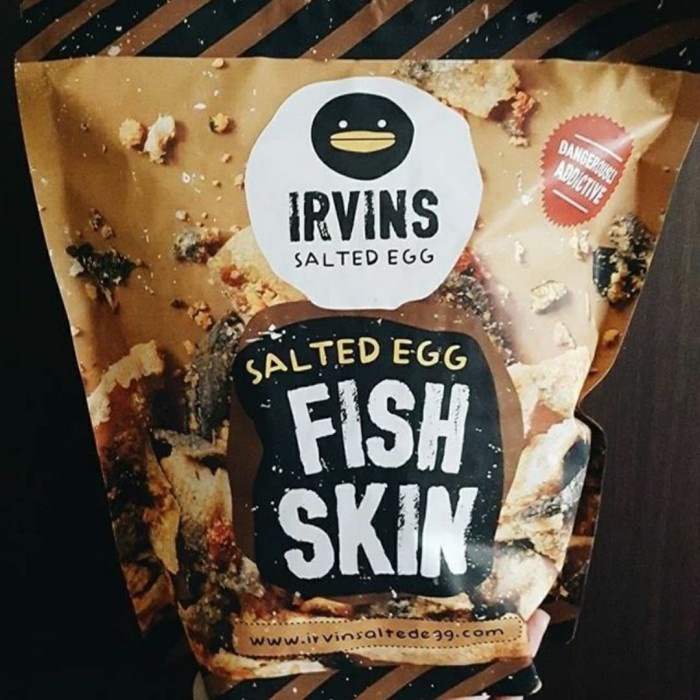 IRVINS
SALTED EGG
DANGEROUSLY
ADDICTIVE
SALTED EGG
FISH
SKIN
www.irvinsaltedegg.com